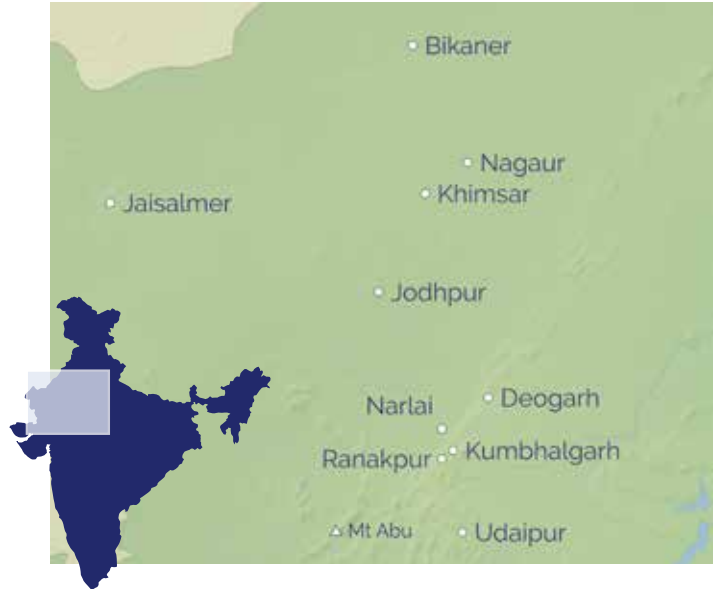 Bikaner
Nagaur
Khimsar
Jaisalmer
Jodhpur
Deogarh
Narlai
Kumbhalgarh
Ranakpur
Mt Abu
Udaipur